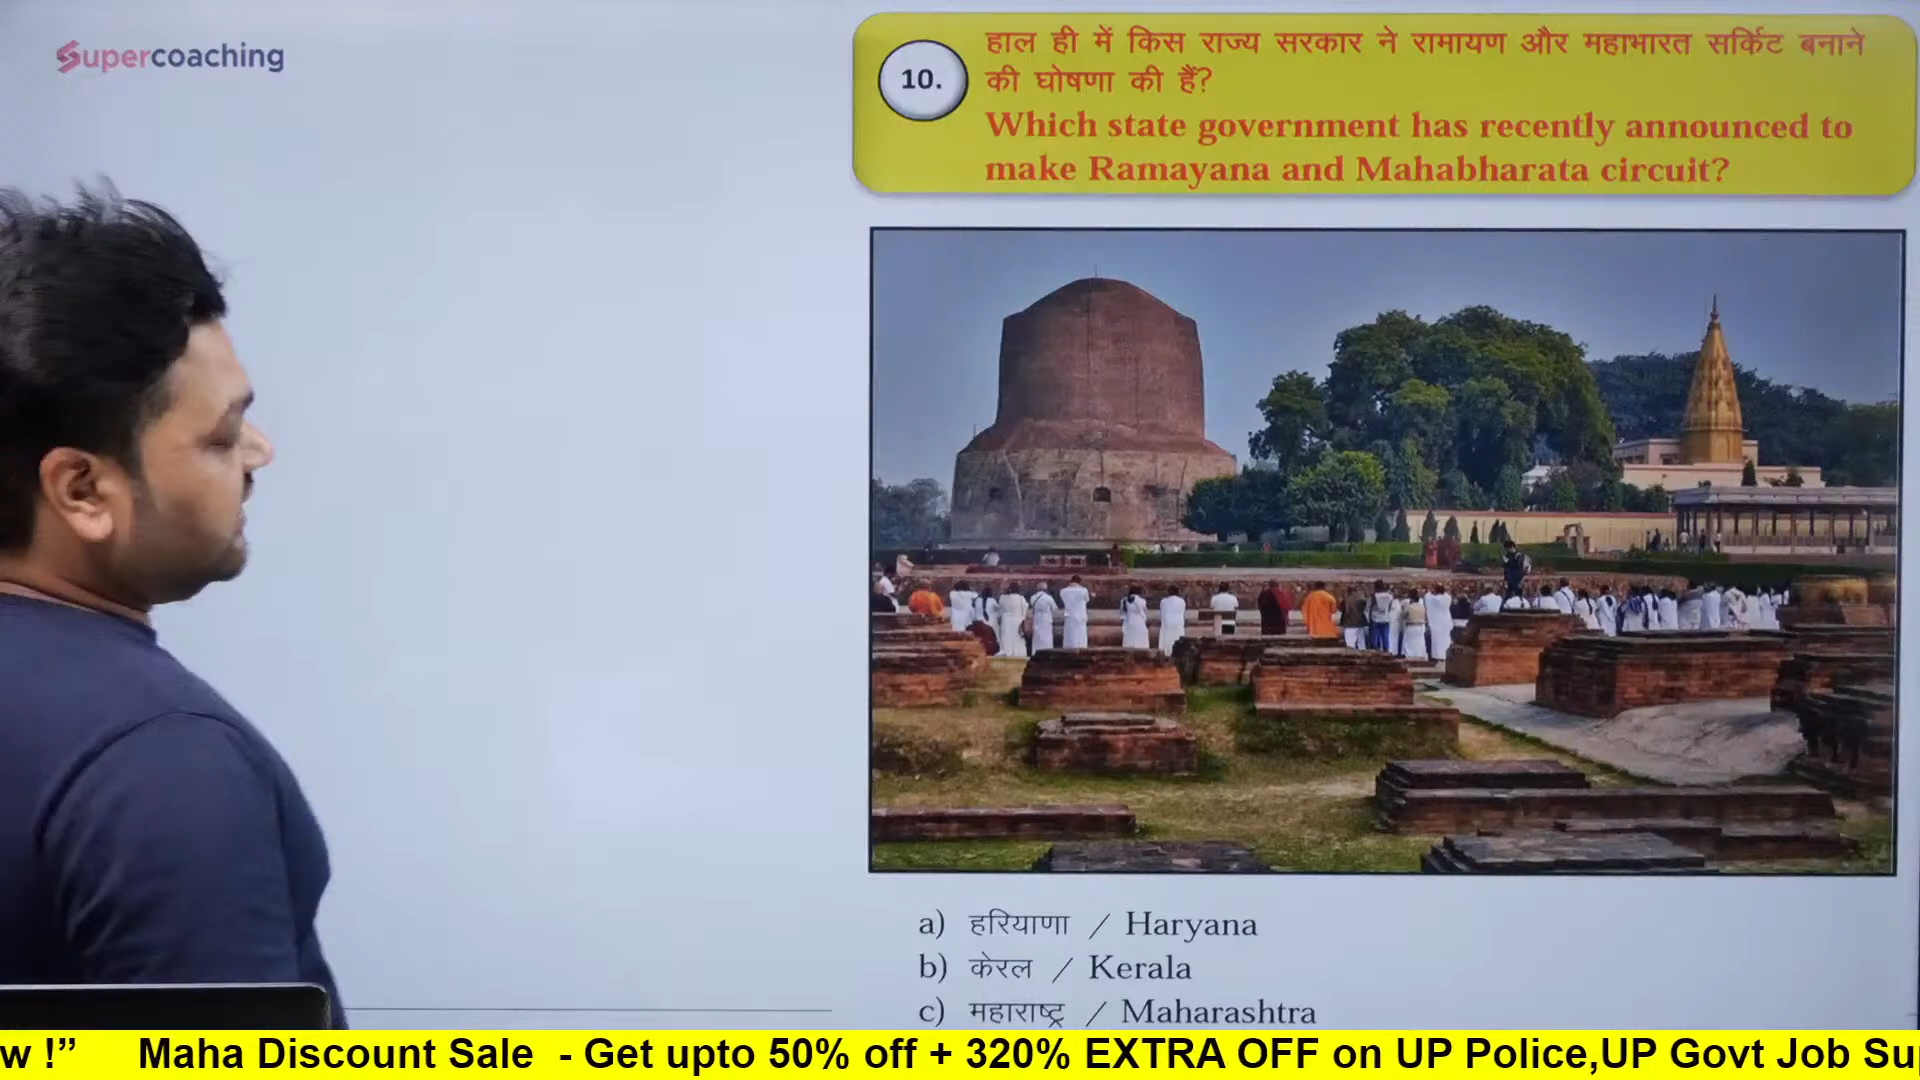 Supercoaching
10.
हाल ही में किस राज्य सरकार ने रामायण और महाभारत सर्किट बनाने
की घोषणा की हैं?
Which state government has recently announced to
make Ramayana and Mahabharata circuit?
a) हरियाणा / Haryana
b) केरल / Kerala
c) महाराष्ट्र / Maharashtra
w !” Maha Discount Sale - Get upto 50% off + 320% EXTRA OFF on UP Police,UP Govt Job Su